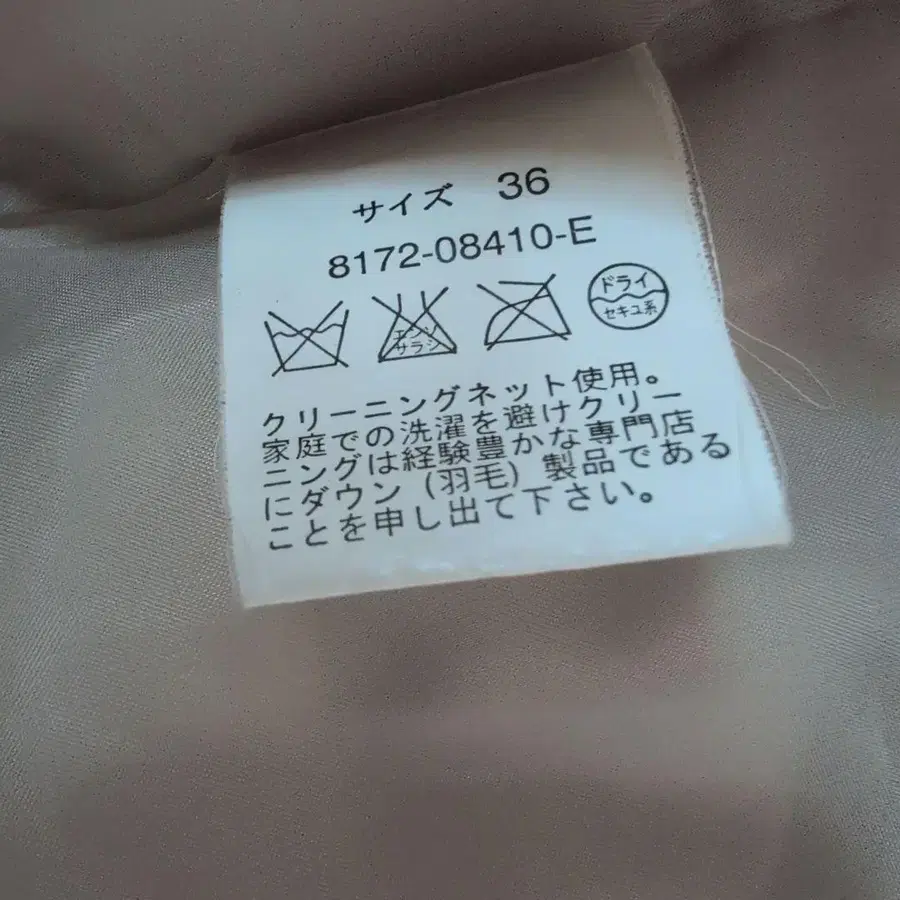 サイズ 36
8172-08410-E
エンソ
サラシ
ドライ
セキユ系
クリーニングネット使用。
家庭での洗濯を避けクリー
ニングは経験豊かな専門店
にダウン(羽毛)製品である
ことを申し出て下さい。